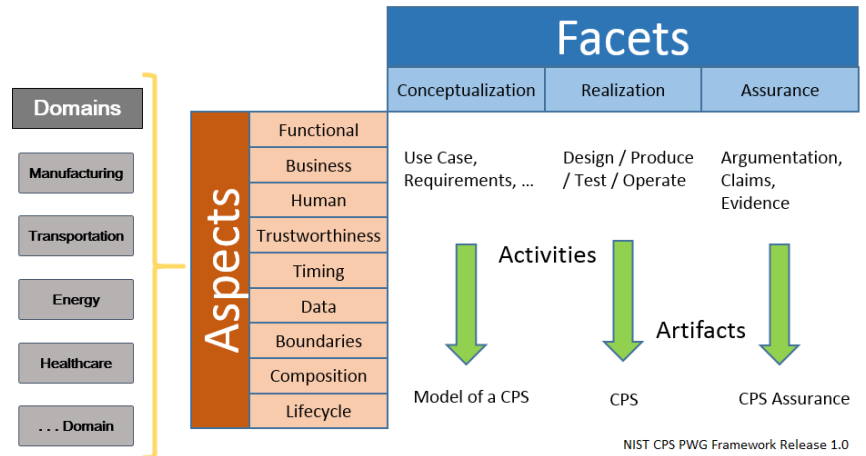 Facets
Conceptualization
Realization
Assurance
Domains
Manufacturing
Transportation
Energy
Healthcare
. . . Domain
Aspects
Functional
Business
Human
Trustworthiness
Timing
Data
Boundaries
Composition
Lifecycle
Use Case,
Requirements, ...
Design / Produce
/ Test / Operate
Argumentation,
Claims,
Evidence
Activities
Artifacts
Model of a CPS
CPS
CPS Assurance
NIST CPS PWG Framework Release 1.0